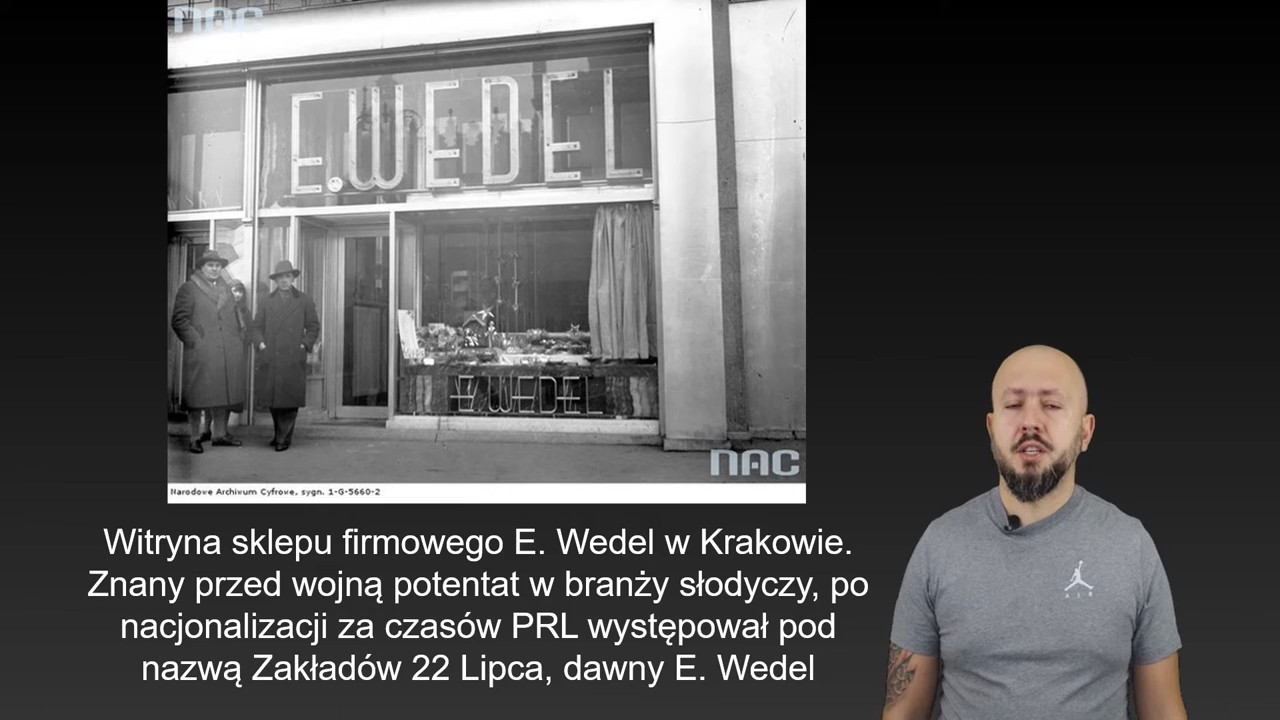 NAC
E.WEDEL
E.WEDEL
NAC
Narodowe Archiwum Cyfrowe, sygn. 1-G-5660-2
Witryna sklepu firmowego E. Wedel w Krakowie.
Znany przed wojną potentat w branży słodyczy, po
nacjonalizacji za czasów PRL występował pod
nazwą Zakładów 22 Lipca, dawny E. Wedel
AIR